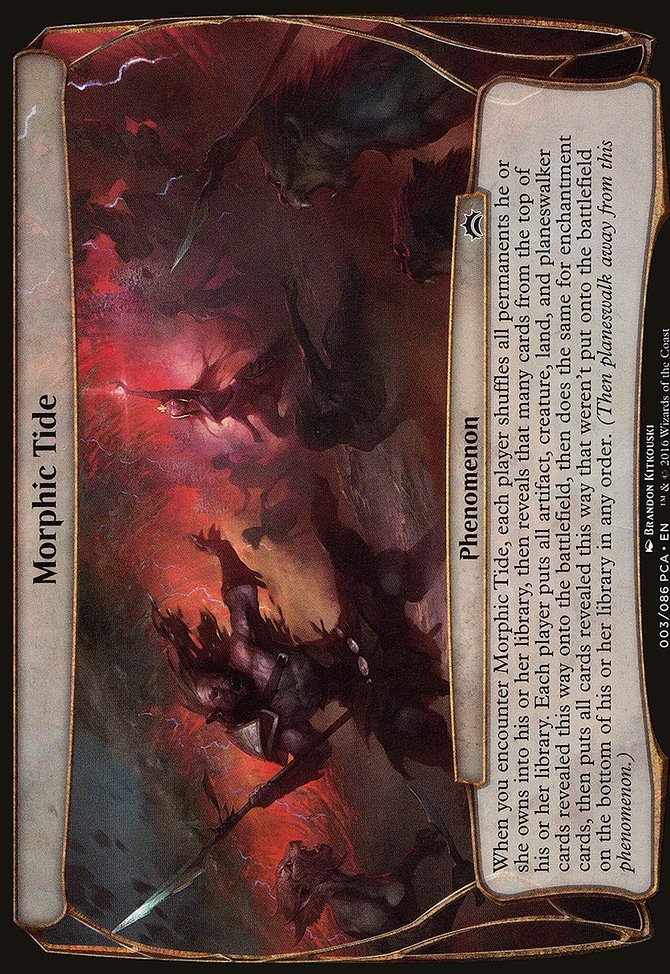 Morphic Tide
Phenomenon
When you encounter Morphic Tide, each player shuffles all permanents he or
she owns into his or her library, then reveals that many cards from the top of
his or her library. Each player puts all artifact, creature, land, and planeswalker
cards revealed this way onto the battlefield, then does the same for enchantment
cards, then puts all cards revealed this way that weren't put onto the battlefield
on the bottom of his or her library in any order. (Then planeswalk away from this
phenomenon.)
003/086 PCA • EN Brandon Kitkouski
™ & © 2016 Wizards of the Coast